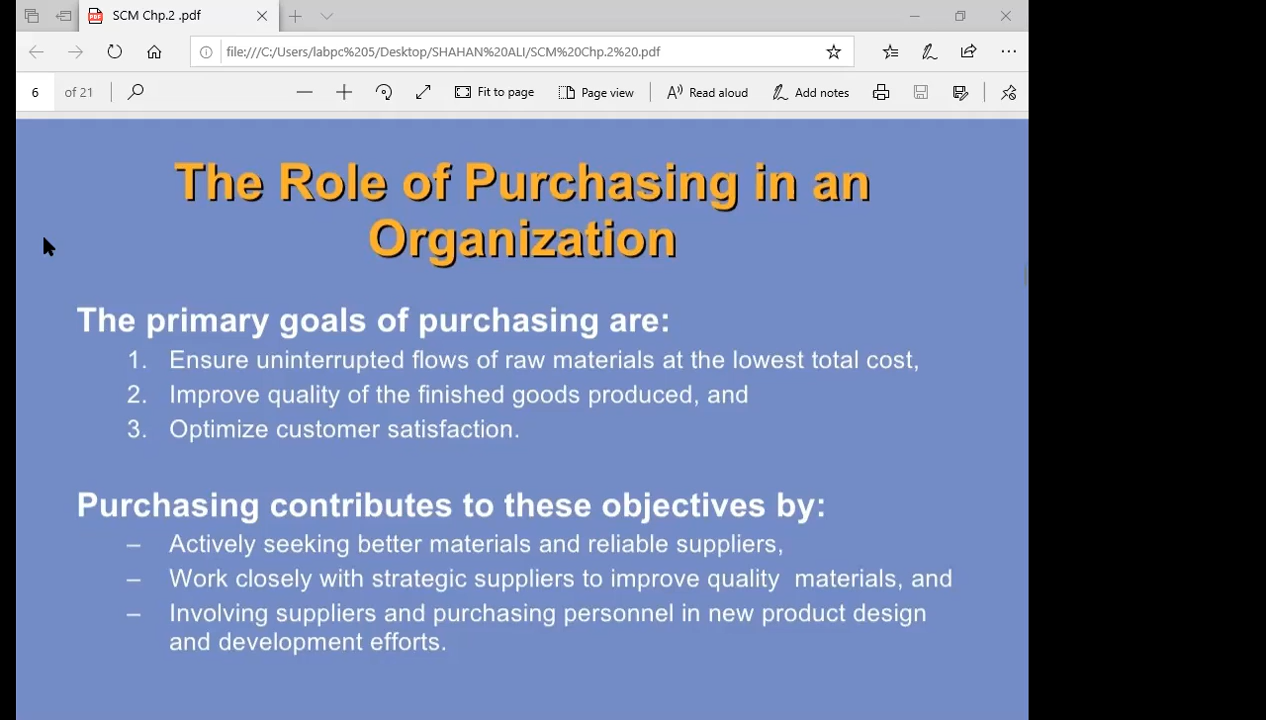 SCM Chp.2 .pdf
file:///C:/Users/labpc%205/Desktop/SHAHAN%20ALI/SCM%20Chp.2%20.pdf
6 of 21 Fit to page Page view Read aloud Add notes
The Role of Purchasing in an
Organization
The primary goals of purchasing are:
1. Ensure uninterrupted flows of raw materials at the lowest total cost,
2. Improve quality of the finished goods produced, and
3. Optimize customer satisfaction.
Purchasing contributes to these objectives by:
– Actively seeking better materials and reliable suppliers,
– Work closely with strategic suppliers to improve quality  materials, and
– Involving suppliers and purchasing personnel in new product design
and development efforts.